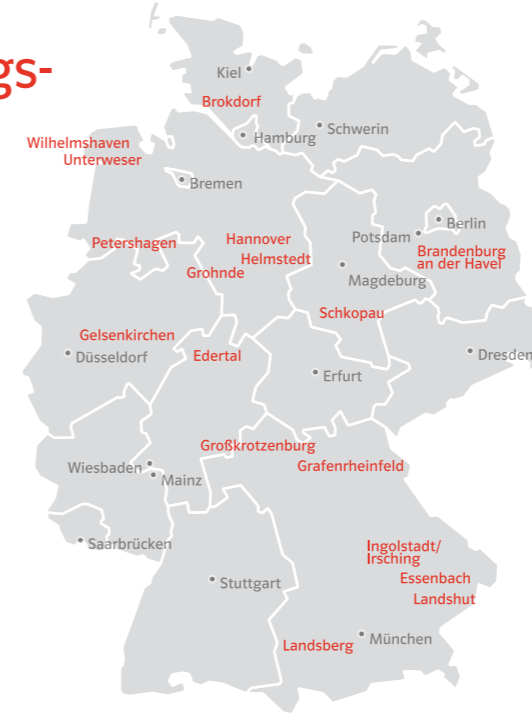 gs-
Kiel
Brokdorf
Hamburg
Schwerin
Wilhelmshaven
Unterweser
Bremen
Berlin
Potsdam
Petershagen
Hannover
Helmstedt
Brandenburg
an der Havel
Grohnde
Magdeburg
Schkopau
Gelsenkirchen
Düsseldorf
Edertal
Dresden
Erfurt
Großkrotzenburg
Grafenrheinfeld
Wiesbaden
Mainz
Saarbrücken
Ingolstadt/
Irsching
Essenbach
Stuttgart
Landshut
Landsberg
München